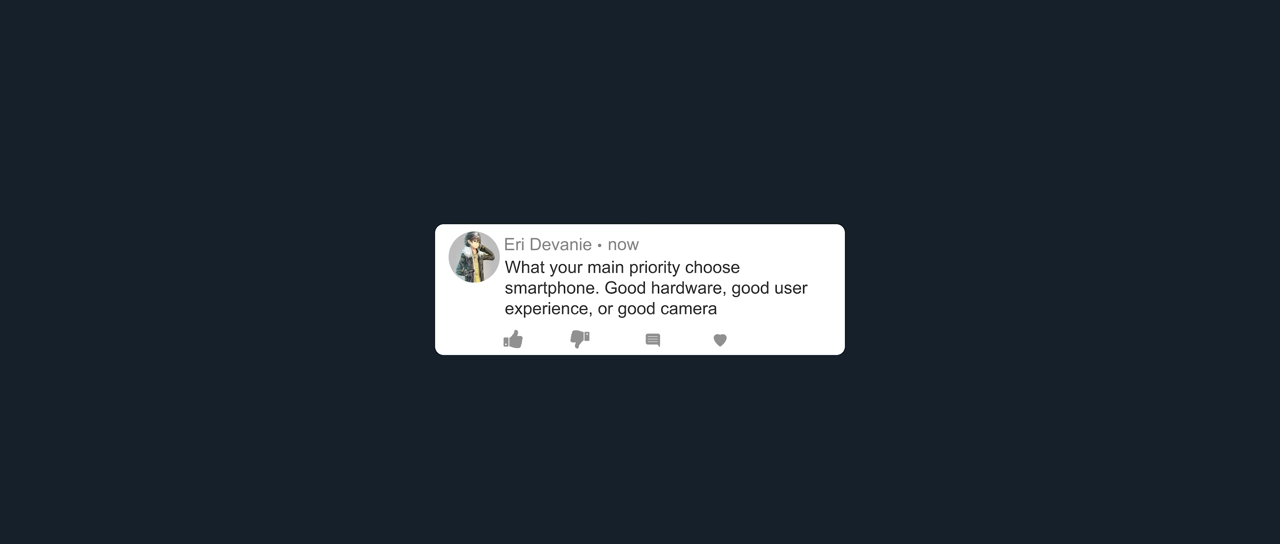 Eri Devanie • now
What your main priority choose
smartphone. Good hardware, good user
experience, or good camera